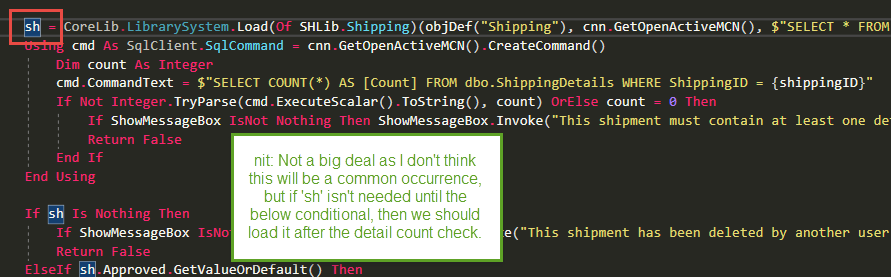 sh = CoreLib.LibrarySystem.Load(Of SHLib.Shipping)(objDef("Shipping"), cnn.GetOpenActiveMCN(), $"SELECT * FROM
Using cmd As SqlClient.SqlCommand = cnn.GetOpenActiveMCN().CreateCommand()
Dim count As Integer
cmd.CommandText = $"SELECT COUNT(*) AS [Count] FROM dbo.ShippingDetails WHERE ShippingID = {shippingID}"
If Not Integer.TryParse(cmd.ExecuteScalar().ToString(), count) OrElse count = 0 Then
If ShowMessageBox IsNot Nothing Then ShowMessageBox.Invoke("This shipment must contain at least one de
Return False
End If
End Using
nit: Not a big deal as I don't think
this will be a common occurrence,
but if 'sh' isn't needed until the
below conditional, then we should
load it after the detail count check.
If sh Is Nothing Then
If ShowMessageBox IsNo e("This shipment has been deleted by another user
Return False
ElseIf sh.Approved.GetValueOrDefault() Then